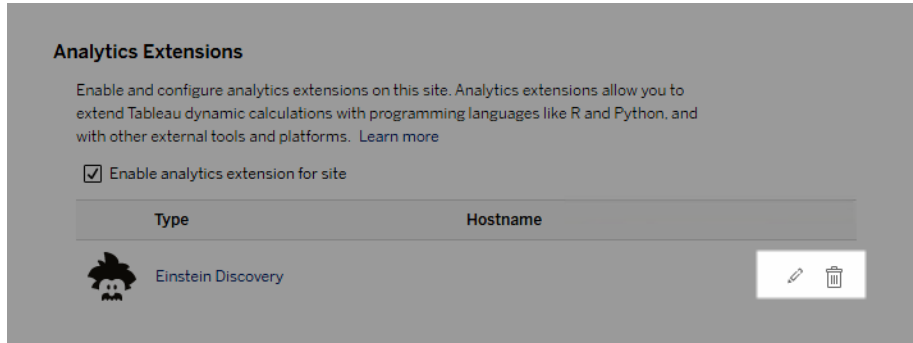 Analytics Extensions
Enable and configure analytics extensions on this site. Analytics extensions allow you to
extend Tableau dynamic calculations with programming languages like R and Python, and
with other external tools and platforms. Learn more
Enable analytics extension for site
Type Hostname
Einstein Discovery